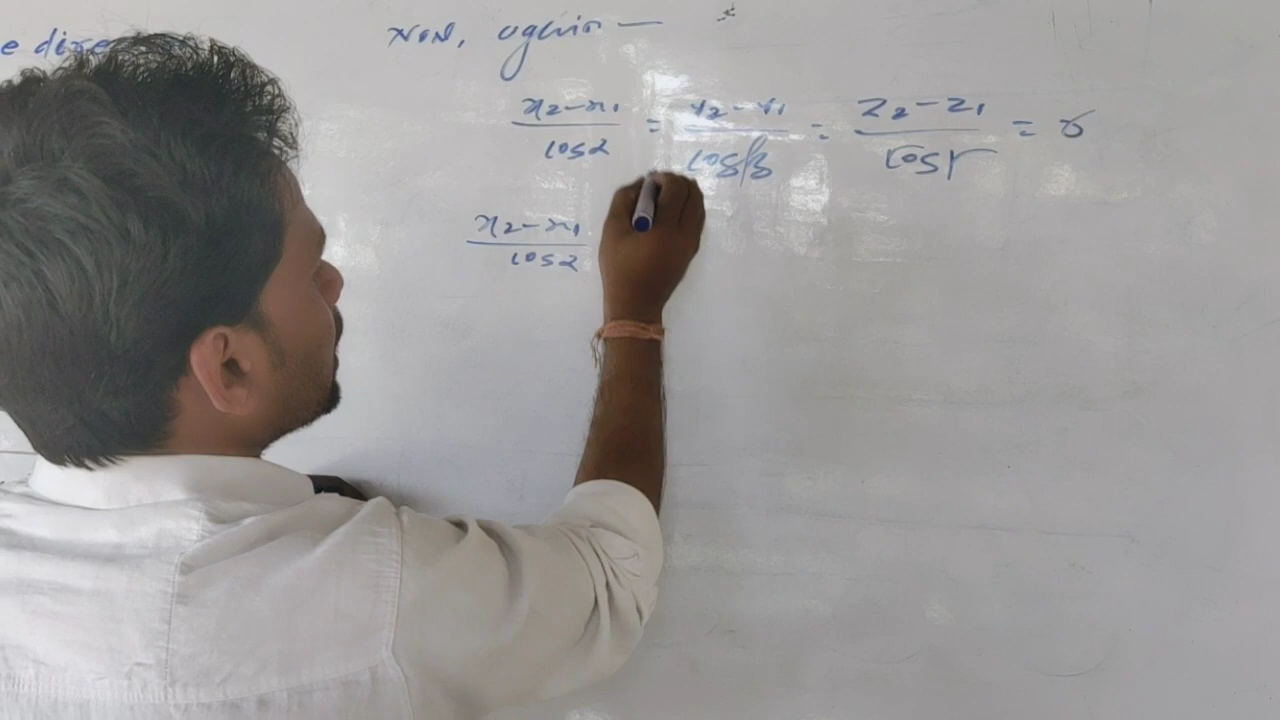 e dire
Now, again —
x₂-x₁/cosα = Y₂-Y₁/cosβ = Z₂-Z₁/cosγ = r
x₂-x₁/cosα